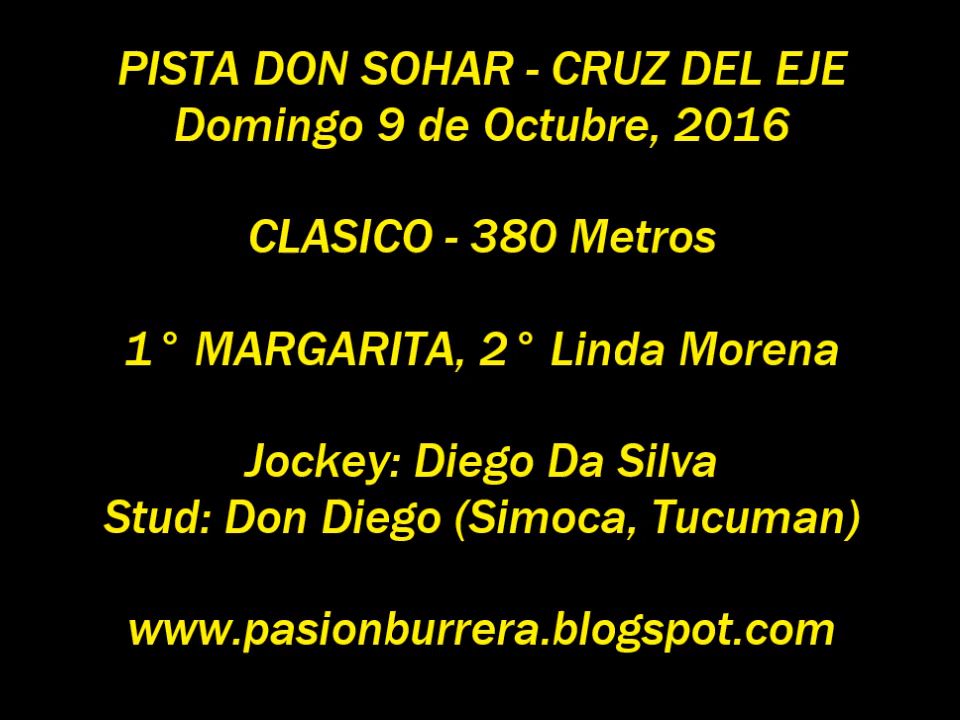 PISTA DON SOHAR - CRUZ DEL EJE
Domingo 9 de Octubre, 2016
CLASICO - 380 Metros
1° MARGARITA, 2° Linda Morena
Jockey: Diego Da Silva
Stud: Don Diego (Simoca, Tucuman)
www.pasionburrera.blogspot.com